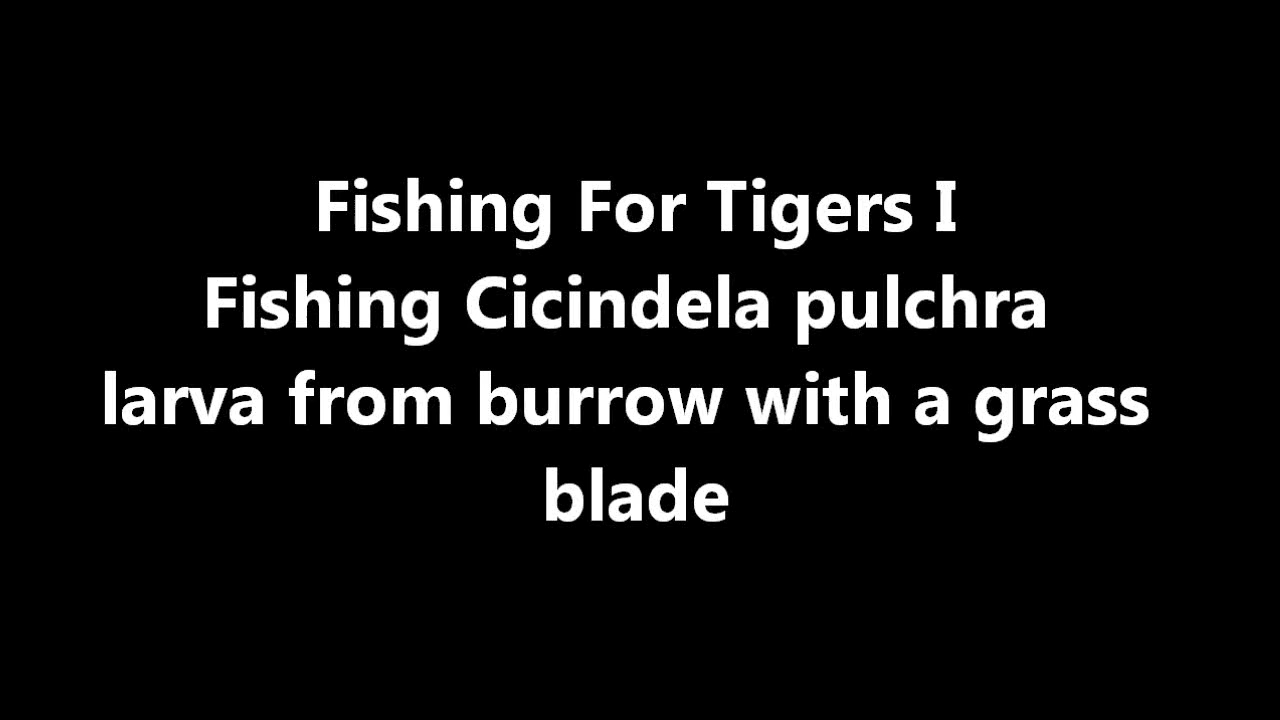 Fishing For Tigers I
Fishing Cicindela pulchra
larva from burrow with a grass
blade